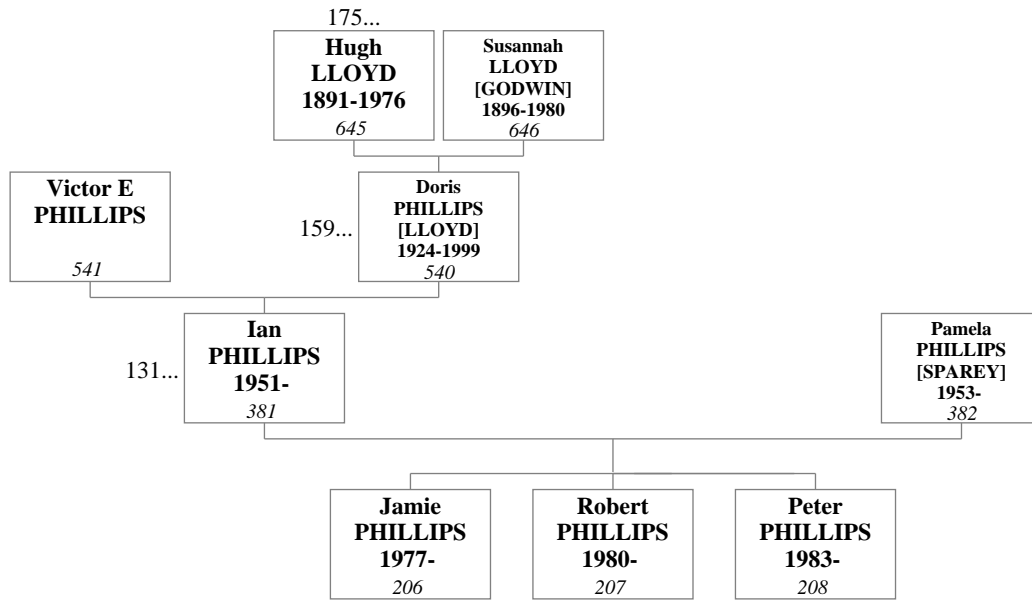 175...
Hugh
LLOYD
1891-1976
645
Susannah
LLOYD
[GODWIN]
1896-1980
646
Victor E
PHILLIPS
541
159...
Doris
PHILLIPS
[LLOYD]
1924-1999
540
131...
Ian
PHILLIPS
1951-
381
Pamela
PHILLIPS
[SPAREY]
1953-
382
Jamie
PHILLIPS
1977-
206
Robert
PHILLIPS
1980-
207
Peter
PHILLIPS
1983-
208